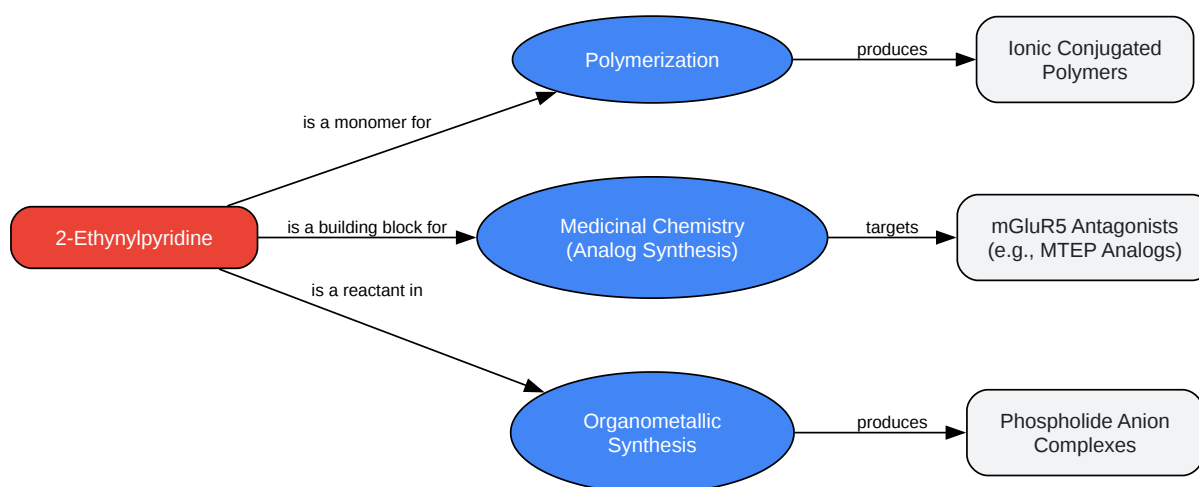 2-Ethynylpyridine
is a monomer for
Polymerization
produces
Ionic Conjugated
Polymers
is a building block for
Medicinal Chemistry
(Analog Synthesis)
targets
mGluR5 Antagonists
(e.g., MTEP Analogs)
is a reactant in
Organometallic
Synthesis
produces
Phospholide Anion
Complexes